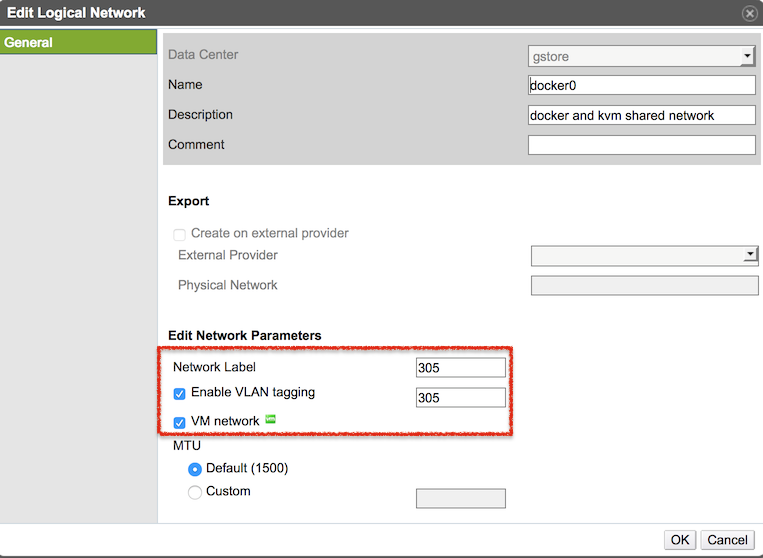 Edit Logical Network
General
Data Center gstore
Name docker0
Description docker and kvm shared network
Comment
Export
Create on external provider
External Provider
Physical Network
Edit Network Parameters
Network Label 305
Enable VLAN tagging 305
VM network
MTU
Default (1500)
Custom
OK Cancel